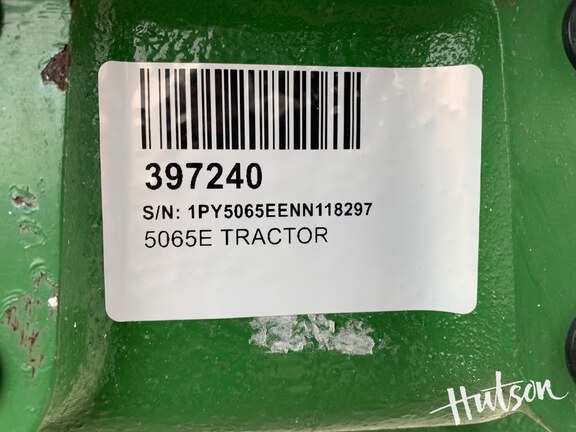 397240
S/N: 1PY5065EENN118297
5065E TRACTOR
Hutson